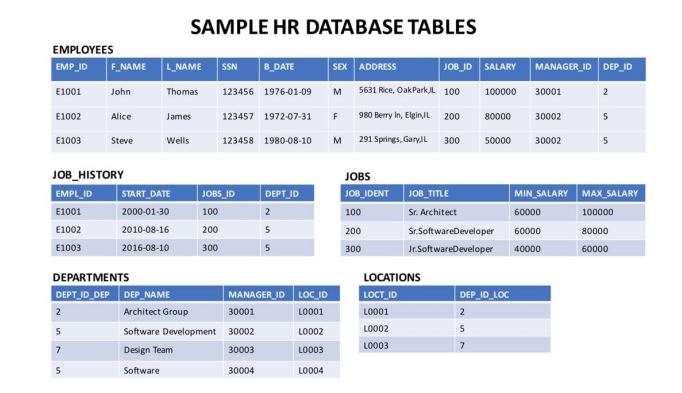 SAMPLE HR DATABASE TABLES
EMPLOYEES
EMP_ID F_NAME L_NAME SSN B_DATE SEX ADDRESS JOB_ID SALARY MANAGER_ID DEP_ID
E1001 John Thomas 123456 1976-01-09 M 5631 Rice, OakPark,IL 100 100000 30001 2
E1002 Alice James 123457 1972-07-31 F 980 Berry ln, Elgin,IL 200 80000 30002 5
E1003 Steve Wells 123458 1980-08-10 M 291 Springs, Gary,IL 300 50000 30002 5
JOB_HISTORY
EMPL_ID START_DATE JOBS_ID DEPT_ID
E1001 2000-01-30 100 2
E1002 2010-08-16 200 5
E1003 2016-08-10 300 5
JOBS
JOB_IDENT JOB_TITLE MIN_SALARY MAX_SALARY
100 Sr. Architect 60000 100000
200 Sr.SoftwareDeveloper 60000 80000
300 Jr.SoftwareDeveloper 40000 60000
DEPARTMENTS
DEPT_ID_DEP DEP_NAME MANAGER_ID LOC_ID
2 Architect Group 30001 L0001
5 Software Development 30002 L0002
7 Design Team 30003 L0003
5 Software 30004 L0004
LOCATIONS
LOCT_ID DEP_ID_LOC
L0001 2
L0002 5
L0003 7